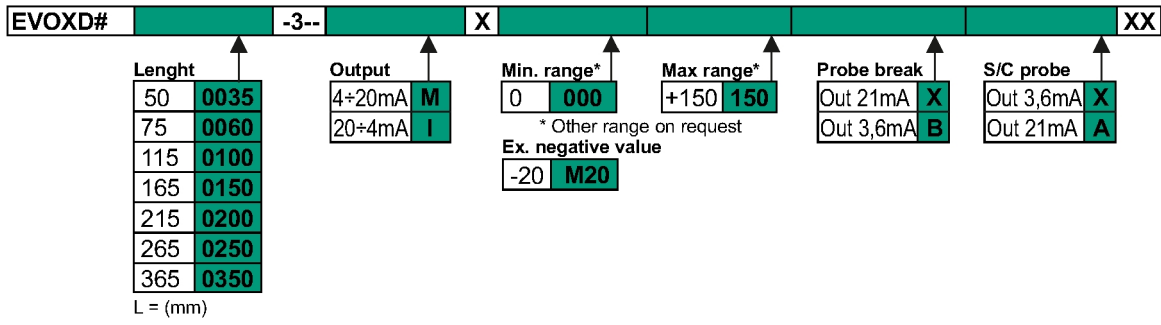 EVOXD# -3-- X XX
Lenght
50 0035
75 0060
115 0100
165 0150
215 0200
265 0250
365 0350
L = (mm)
Output
4÷20mA M
20÷4mA I
Min. range*
0 000
Max range*
+150 150
* Other range on request
Ex. negative value
-20 M20
Probe break
Out 21mA X
Out 3,6mA B
S/C probe
Out 3,6mA X
Out 21mA A